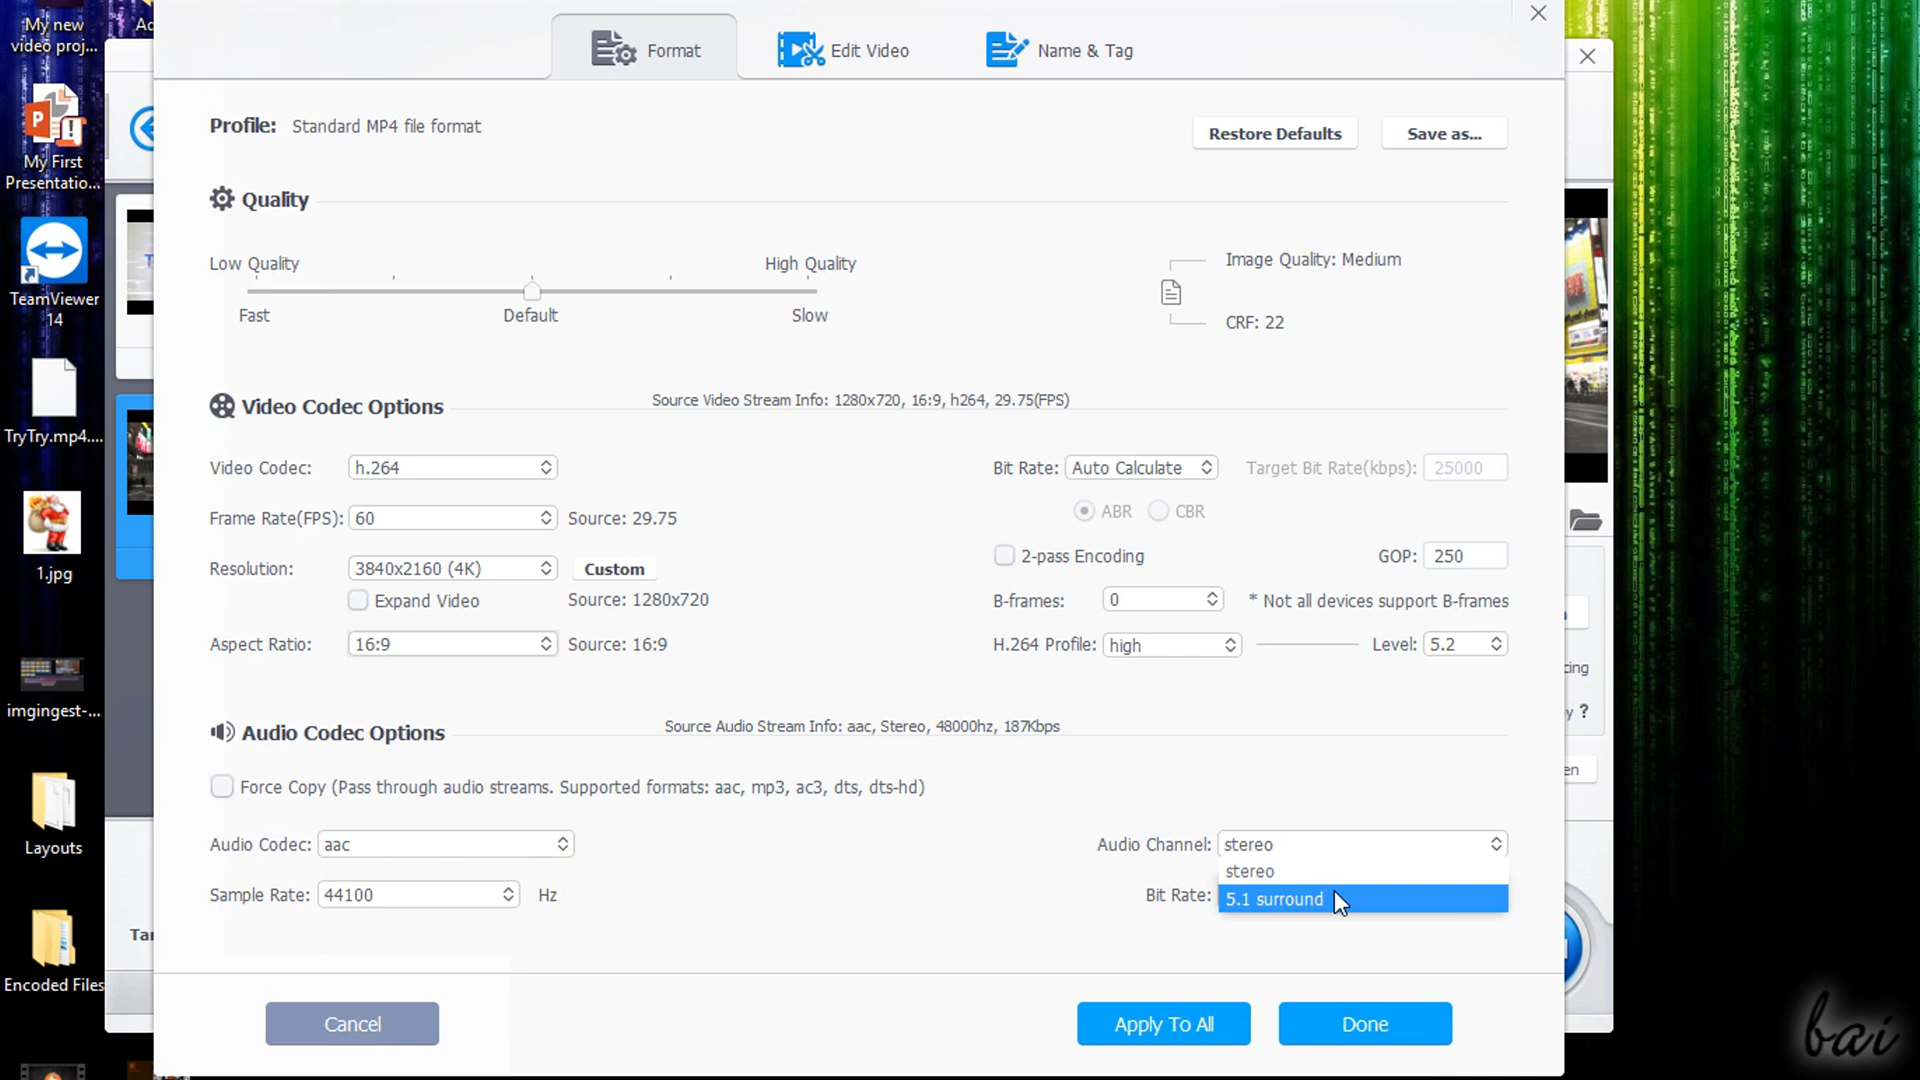 My new
video proj...
Format
Edit Video
Name & Tag
Profile: Standard MP4 file format
Restore Defaults
Save as...
My First
Presentatio...
Quality
Low Quality
High Quality
Fast
Default
Slow
Image Quality: Medium
CRF: 22
TeamViewer
14
Video Codec Options
Source Video Stream Info: 1280x720, 16:9, h264, 29.75(FPS)
TryTry.mp4....
Video Codec: h.264
Bit Rate: Auto Calculate
Target Bit Rate(kbps): 25000
ABR
CBR
Frame Rate(FPS): 60
Source: 29.75
2-pass Encoding
GOP: 250
Resolution: 3840x2160 (4K)
Custom
1.jpg
Expand Video
Source: 1280x720
B-frames: 0
* Not all devices support B-frames
Aspect Ratio: 16:9
Source: 16:9
H.264 Profile: high
Level: 5.2
cing
imgingest-...
y ?
Audio Codec Options
Source Audio Stream Info: aac, Stereo, 48000hz, 187Kbps
en
Force Copy (Pass through audio streams. Supported formats: aac, mp3, ac3, dts, dts-hd)
Layouts
Audio Codec: aac
Audio Channel: stereo
stereo
Sample Rate: 44100 Hz
Bit Rate:
5.1 surround
Tar
Encoded Files
Cancel
Apply To All
Done
bai